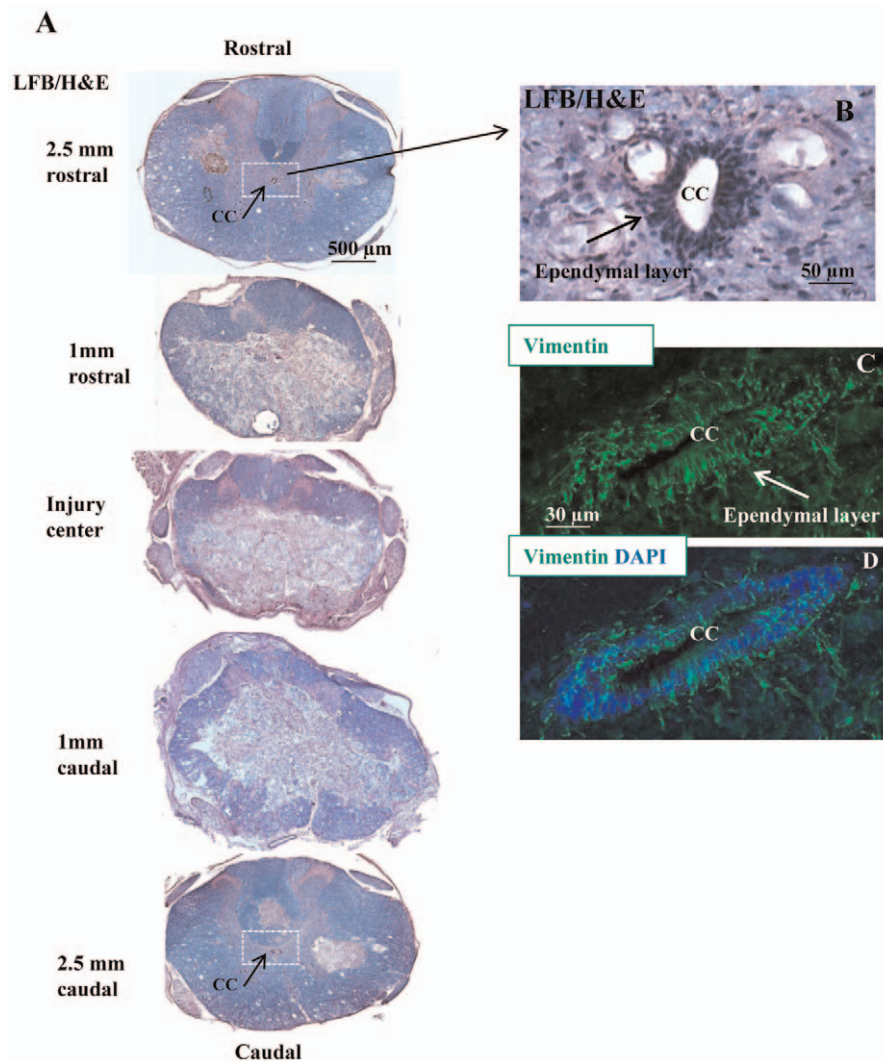 A
Rostral
LFB/H&E
2.5 mm
rostral
CC
500 µm
1mm
rostral
Injury
center
1mm
caudal
2.5 mm
caudal
CC
Caudal
LFB/H&E
B
CC
Ependymal layer
50 µm
Vimentin
C
CC
30 µm
Ependymal layer
Vimentin DAPI
D
CC